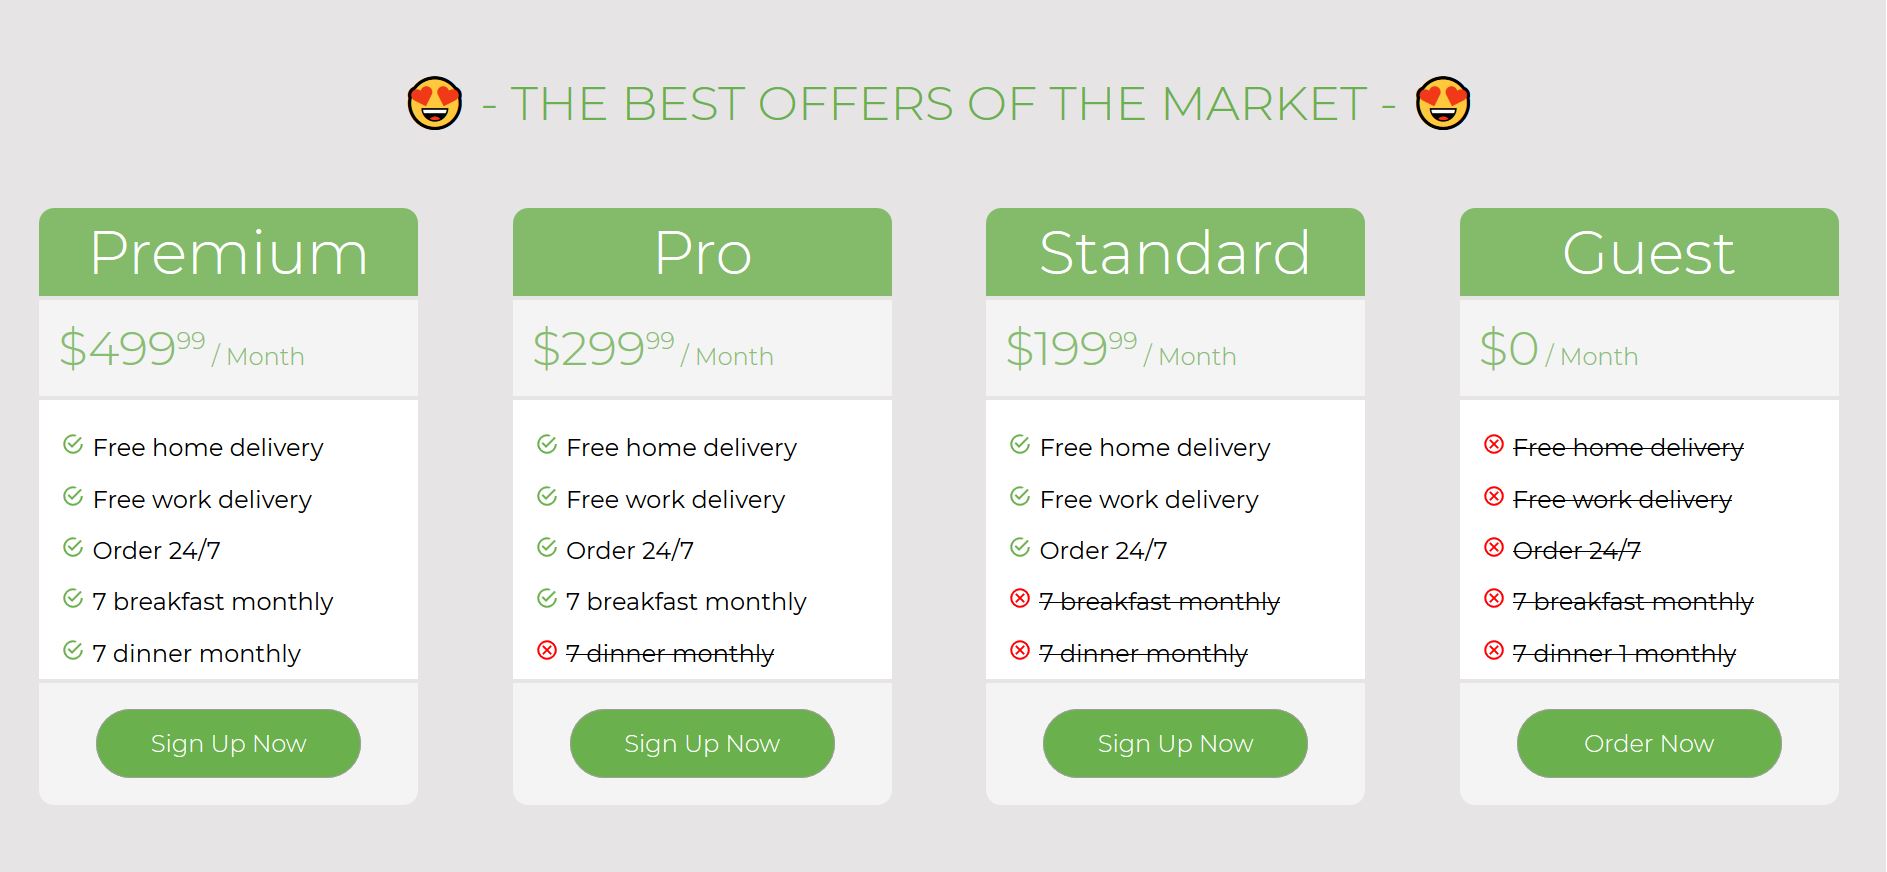 - THE BEST OFFERS OF THE MARKET -
Premium
$499 99 / Month
Free home delivery
Free work delivery
Order 24/7
7 breakfast monthly
7 dinner monthly
Sign Up Now
Pro
$299 99 / Month
Free home delivery
Free work delivery
Order 24/7
7 breakfast monthly
7 dinner monthly
Sign Up Now
Standard
$199 99 / Month
Free home delivery
Free work delivery
Order 24/7
7 breakfast monthly
7 dinner monthly
Sign Up Now
Guest
$0 / Month
Free home delivery
Free work delivery
Order 24/7
7 breakfast monthly
7 dinner 1 monthly
Order Now